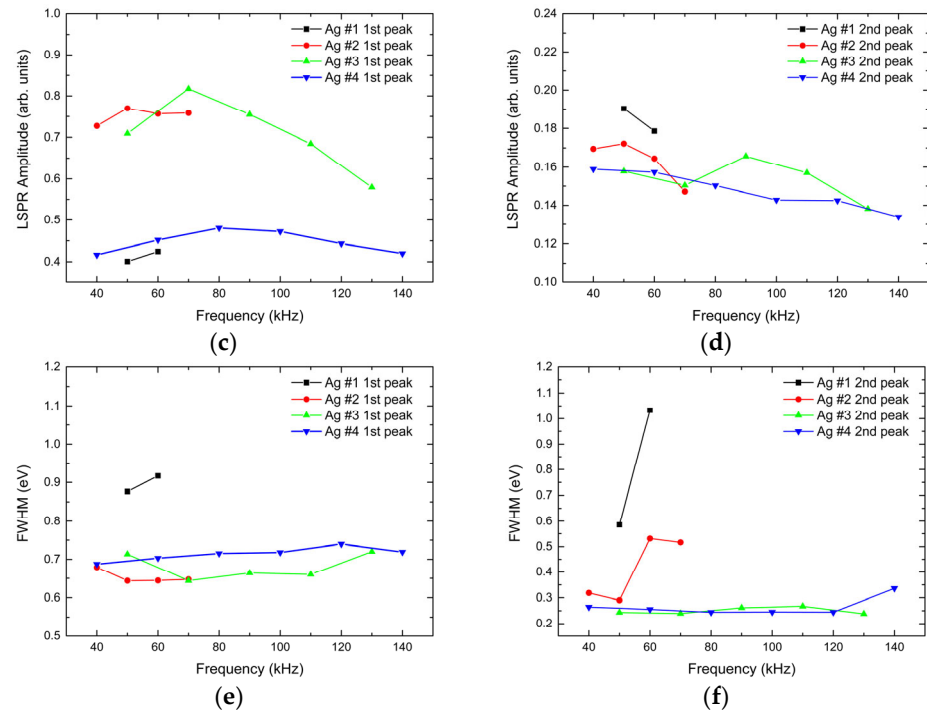 1.0
0.9
0.8
0.7
0.6
0.5
0.4
LSPR Amplitude (arb. units)
Ag #1 1st peak
Ag #2 1st peak
Ag #3 1st peak
Ag #4 1st peak
40 60 80 100 120 140
Frequency (kHz)
(c)
0.24
0.22
0.20
0.18
0.16
0.14
0.12
0.10
LSPR Amplitude (arb. units)
Ag #1 2nd peak
Ag #2 2nd peak
Ag #3 2nd peak
Ag #4 2nd peak
40 60 80 100 120 140
Frequency (kHz)
(d)
1.2
1.1
1.0
0.9
0.8
0.7
0.6
0.5
FWHM (eV)
Ag #1 1st peak
Ag #2 1st peak
Ag #3 1st peak
Ag #4 1st peak
40 60 80 100 120 140
Frequency (kHz)
(e)
1.2
1.1
1.0
0.9
0.8
0.7
0.6
0.5
0.4
0.3
0.2
FWHM (eV)
Ag #1 2nd peak
Ag #2 2nd peak
Ag #3 2nd peak
Ag #4 2nd peak
40 60 80 100 120 140
Frequency (kHz)
(f)